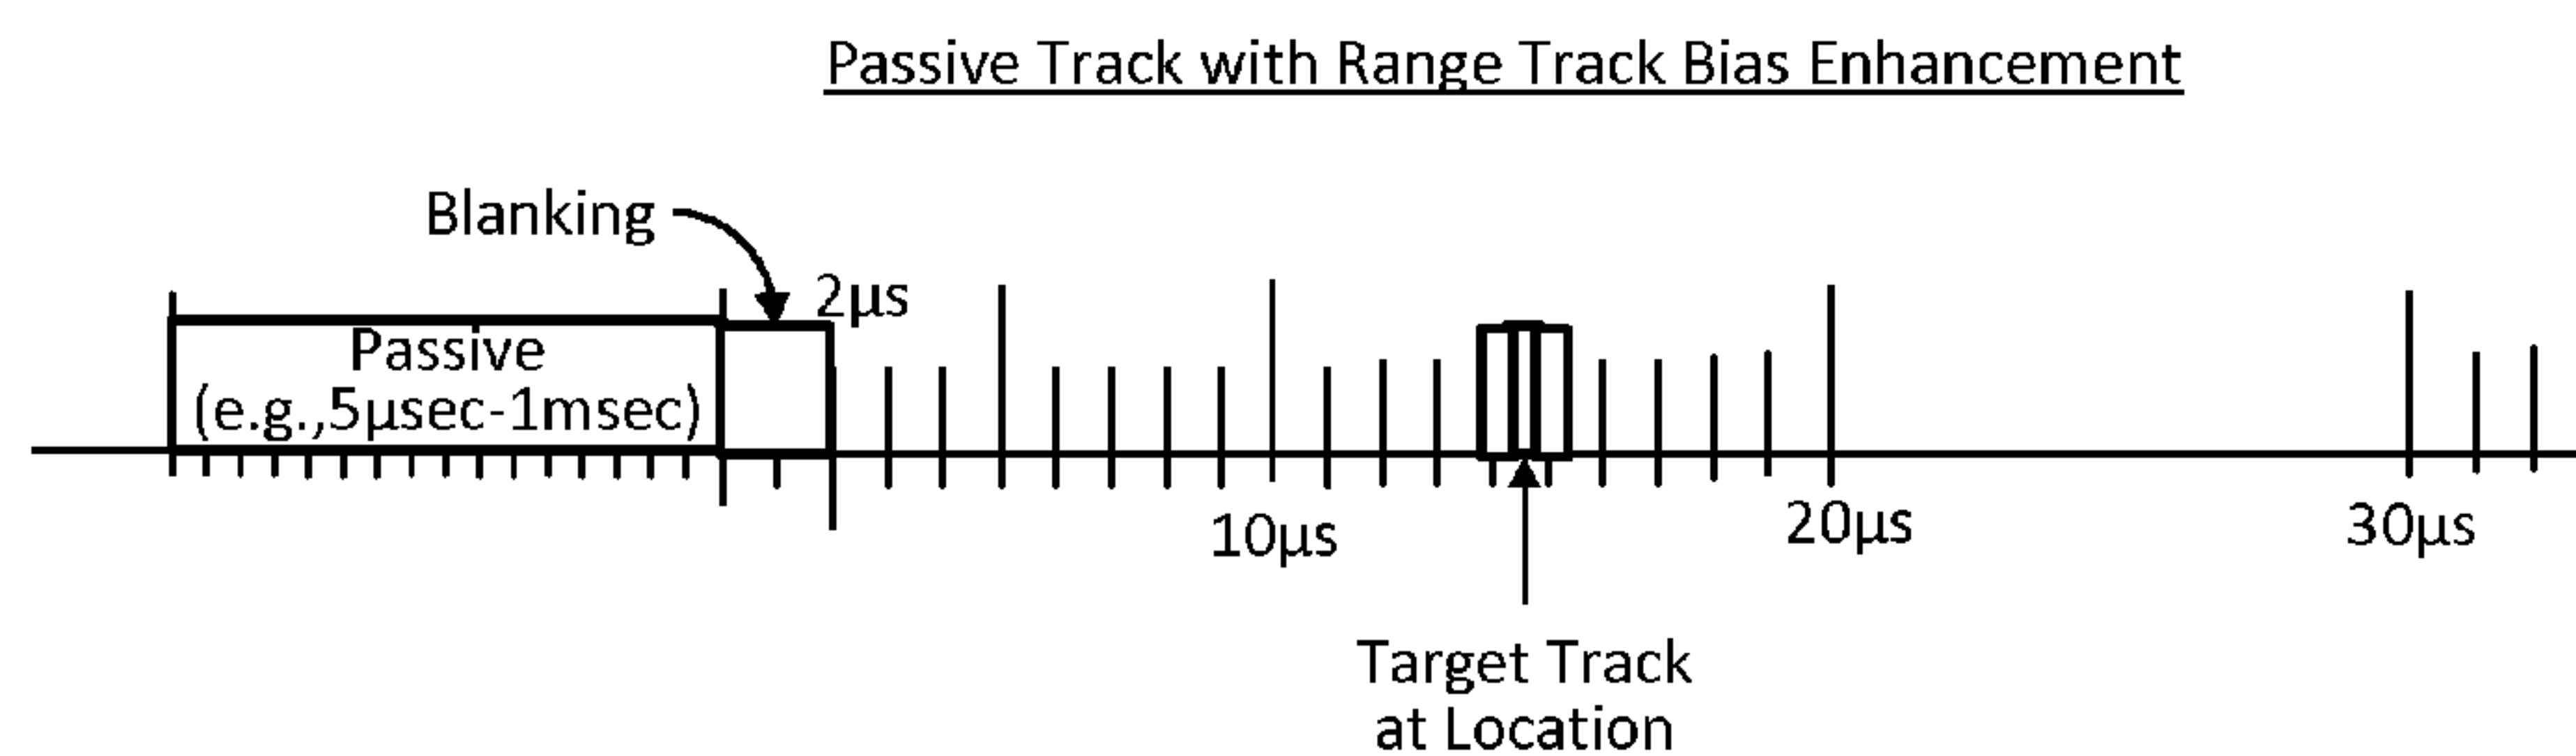 Passive Track with Range Track Bias Enhancement
Blanking
2µs
Passive
(e.g.,5µsec-1msec)
10µs
20µs
30µs
Target Track
at Location